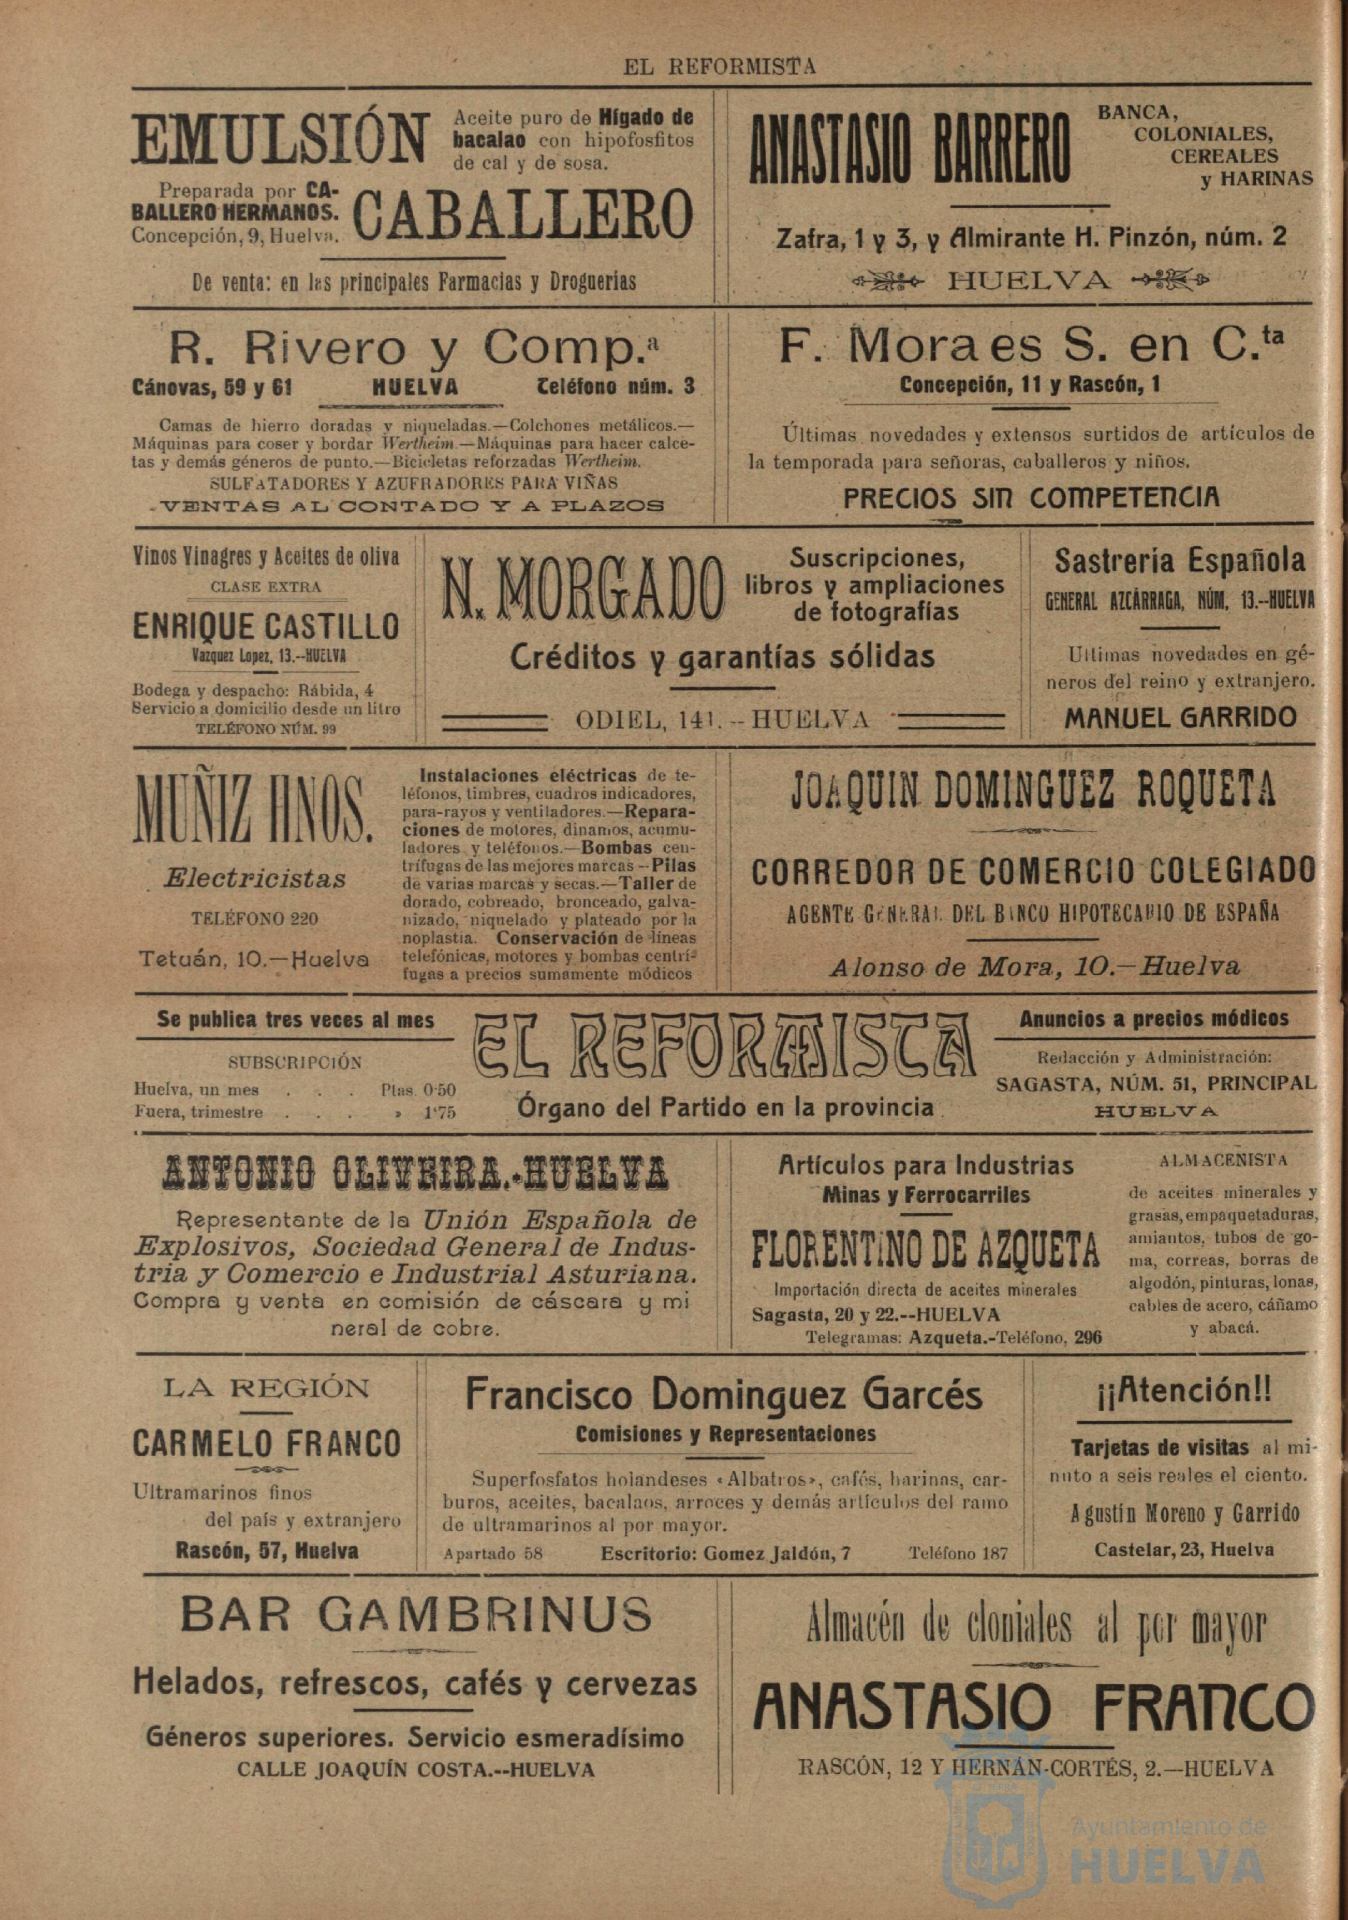 EL REFORMISTA
EMULSIÓN
Aceite puro de Hígado de
bacalao con hipofosfitos
de cal y de sosa.
Preparada por CA-
BALLERO HERMANOS.
Concepción, 9, Huelva.
CABALLERO
De venta: en las principales Farmacias y Droguerias
ANASTASIO BARRERO
BANCA,
COLONIALES,
CEREALES
y HARINAS
Zafra, 1 y 3, y Almirante H. Pinzón, núm. 2
HUELVA
R. Rivero y Comp.ª
Cánovas, 59 y 61 HUELVA Teléfono núm. 3
Camas de hierro doradas y niqueladas.—Colchones metálicos.—
Máquinas para coser y bordar Wertheim.—Máquinas para hacer calce-
tas y demás géneros de punto.—Bicicletas reforzadas Wertheim.
SULFATADORES Y AZUFRADORES PARA VIÑAS
VENTAS AL CONTADO Y A PLAZOS
F. Moraes S. en C.ta
Concepción, 11 y Rascón, 1
Últimas novedades y extensos surtidos de artículos de
la temporada para señoras, caballeros y niños.
PRECIOS SIN COMPETENCIA
Vinos Vinagres y Aceites de oliva
CLASE EXTRA
ENRIQUE CASTILLO
Vazquez Lopez, 13.--HUELVA
Bodega y despacho: Rábida, 4
Servicio a domicilio desde un litro
TELÉFONO NÚM. 99
N. MORGADO
Suscripciones,
libros y ampliaciones
de fotografías
Créditos y garantías sólidas
ODIEL, 141.--HUELVA
Sastrería Española
GENERAL AZCÁRRAGA, NÚM, 13.--HUELVA
Ultimas novedades en gé-
neros del reino y extranjero.
MANUEL GARRIDO
MUÑIZ HNOS.
Electricistas
TELÉFONO 220
Tetuán, 10.—Huelva
Instalaciones eléctricas de te-
léfonos, timbres, cuadros indicadores,
para-rayos y ventiladores.—Repara-
ciones de motores, dinamos, acumu-
ladores y teléfonos.—Bombas cen-
trífugas de las mejores marcas--Pilas
de varias marcas y secas.—Taller de
dorado, cobreado, bronceado, galva-
nizado, niquelado y plateado por la
noplastia. Conservación de líneas
telefónicas, motores y bombas centrí-
fugas a precios sumamente módicos
JOAQUIN DOMINGUEZ ROQUETA
CORREDOR DE COMERCIO COLEGIADO
AGENTE GENERAL DEL BANCO HIPOTECARIO DE ESPAÑA
Alonso de Mora, 10.—Huelva
Se publica tres veces al mes
SUBSCRIPCIÓN
Huelva, un mes . . . Ptas. 0'50
Fuera, trimestre . . . » 1'75
EL REFORMISTA
Órgano del Partido en la provincia
Anuncios a precios módicos
Redacción y Administración:
SAGASTA, NÚM. 51, PRINCIPAL
HUELVA
ANTONIO OLIVEIRA.-HUELVA
Representante de la Unión Española de
Explosivos, Sociedad General de Indus-
tria y Comercio e Industrial Asturiana.
Compra y venta en comisión de cáscara y mi
neral de cobre.
Artículos para Industrias
Minas y Ferrocarriles
FLORENTINO DE AZQUETA
Importación directa de aceites minerales
Sagasta, 20 y 22.--HUELVA
Telegramas: Azqueta.-Teléfono, 296
ALMACENISTA
de aceites minerales y
grasas, empaquetaduras,
amiantos, tubos de go-
ma, correas, borras de
algodón, pinturas, lonas,
cables de acero, cáñamo
y abacá.
LA REGIÓN
CARMELO FRANCO
Ultramarinos finos
del país y extranjero
Rascón, 57, Huelva
Francisco Dominguez Garcés
Comisiones y Representaciones
Superfosfatos holandeses «Albatros», cafés, harinas, car-
buros, aceites, bacalaos, arroces y demás artículos del ramo
de ultramarinos al por mayor.
Apartado 58 Escritorio: Gomez Jaldón, 7 Teléfono 187
¡¡Atención!!
Tarjetas de visitas al mi-
nuto a seis reales el ciento.
Agustín Moreno y Garrido
Castelar, 23, Huelva
BAR GAMBRINUS
Helados, refrescos, cafés y cervezas
Géneros superiores. Servicio esmeradísimo
CALLE JOAQUÍN COSTA.--HUELVA
Almacén de cloniales al por mayor
ANASTASIO FRANCO
RASCÓN, 12 Y HERNÁN-CORTÉS, 2.—HUELVA
Ayuntamiento de
HUELVA